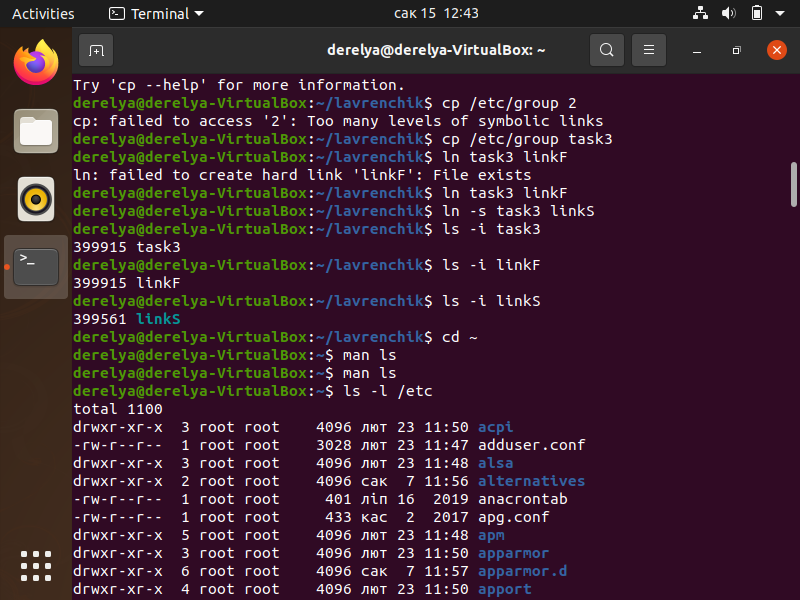 Activities Terminal сак 15 12:43
derelya@derelya-VirtualBox: ~
Try 'cp --help' for more information.
derelya@derelya-VirtualBox:~/lavrenchik$ cp /etc/group 2
cp: failed to access '2': Too many levels of symbolic links
derelya@derelya-VirtualBox:~/lavrenchik$ cp /etc/group task3
derelya@derelya-VirtualBox:~/lavrenchik$ ln task3 linkF
ln: failed to create hard link 'linkF': File exists
derelya@derelya-VirtualBox:~/lavrenchik$ ln task3 linkF
derelya@derelya-VirtualBox:~/lavrenchik$ ln -s task3 linkS
derelya@derelya-VirtualBox:~/lavrenchik$ ls -i task3
399915 task3
derelya@derelya-VirtualBox:~/lavrenchik$ ls -i linkF
399915 linkF
derelya@derelya-VirtualBox:~/lavrenchik$ ls -i linkS
399561 linkS
derelya@derelya-VirtualBox:~/lavrenchik$ cd ~
derelya@derelya-VirtualBox:~$ man ls
derelya@derelya-VirtualBox:~$ man ls
derelya@derelya-VirtualBox:~$ ls -l /etc
total 1100
drwxr-xr-x  3 root root    4096 лют 23 11:50 acpi
-rw-r--r--  1 root root    3028 лют 23 11:47 adduser.conf
drwxr-xr-x  3 root root    4096 лют 23 11:48 alsa
drwxr-xr-x  2 root root    4096 сак  7 11:56 alternatives
-rw-r--r--  1 root root     401 ліп 16  2019 anacrontab
-rw-r--r--  1 root root     433 кас  2  2017 apg.conf
drwxr-xr-x  5 root root    4096 лют 23 11:48 apm
drwxr-xr-x  3 root root    4096 лют 23 11:50 apparmor
drwxr-xr-x  6 root root    4096 сак  7 11:57 apparmor.d
drwxr-xr-x  4 root root    4096 лют 23 11:50 apport